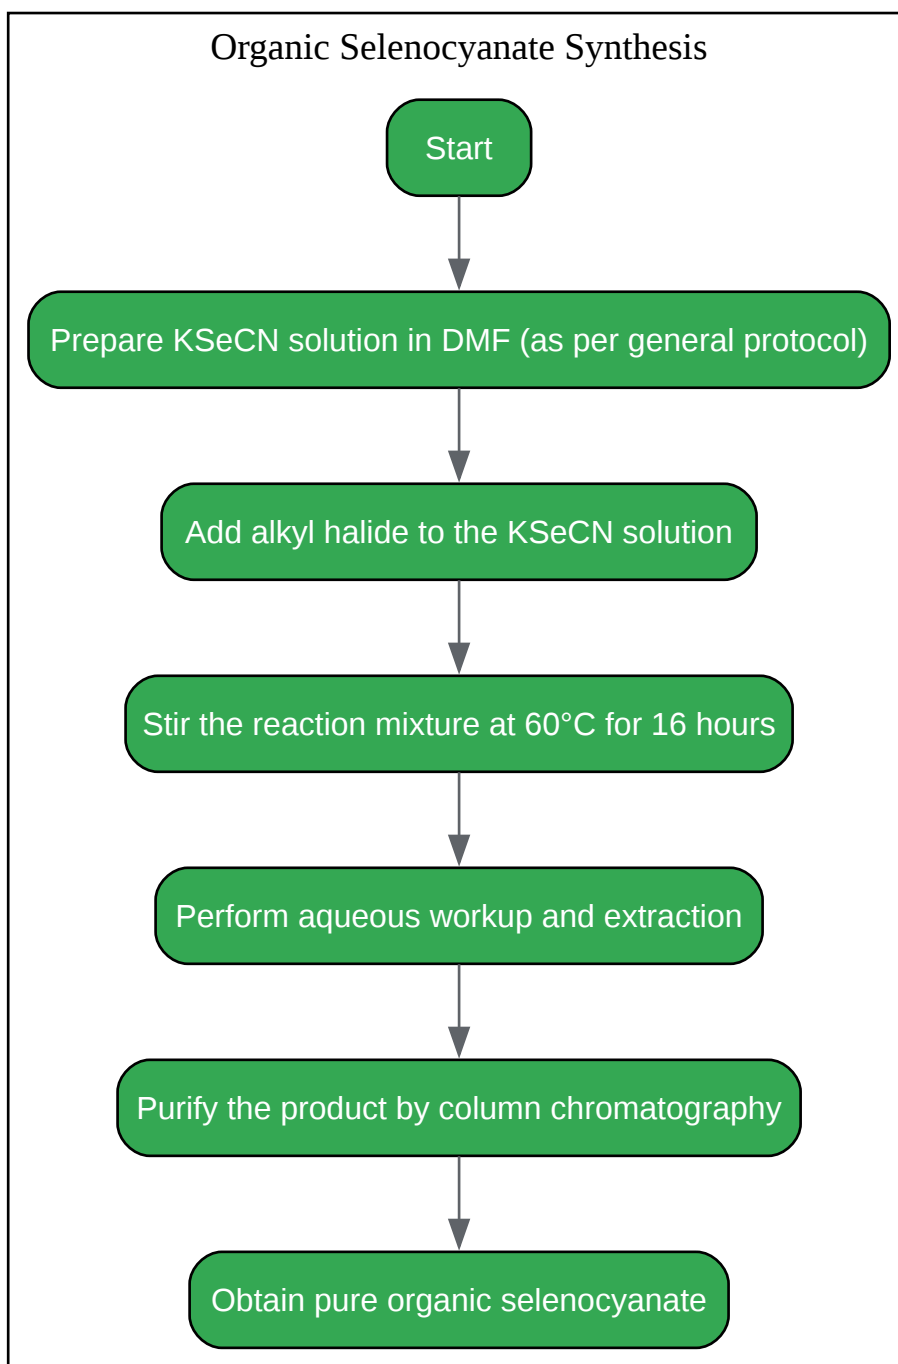 Organic Selenocyanate Synthesis
Start
Prepare KSeCN solution in DMF (as per general protocol)
Add alkyl halide to the KSeCN solution
Stir the reaction mixture at 60°C for 16 hours
Perform aqueous workup and extraction
Purify the product by column chromatography
Obtain pure organic selenocyanate